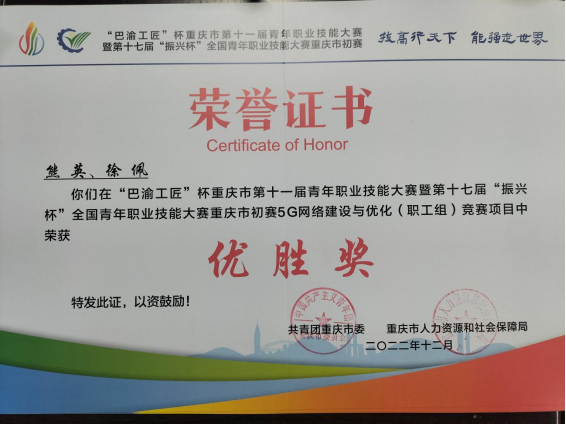 “巴渝工匠”杯重庆市第十一届青年职业技能大赛
暨第十七届“振兴杯”全国青年职业技能大赛重庆市初赛
技高行天下 能强走世界
荣誉证书
Certificate of Honor
熊英、徐佩
你们在“巴渝工匠”杯重庆市第十一届青年职业技能大赛暨第十七届“振兴
杯”全国青年职业技能大赛重庆市初赛5G网络建设与优化（职工组）竞赛项目中
荣获
优胜奖
特发此证，以资鼓励！
共青团重庆市委 重庆市人力资源和社会保障局
二〇二二年十二月